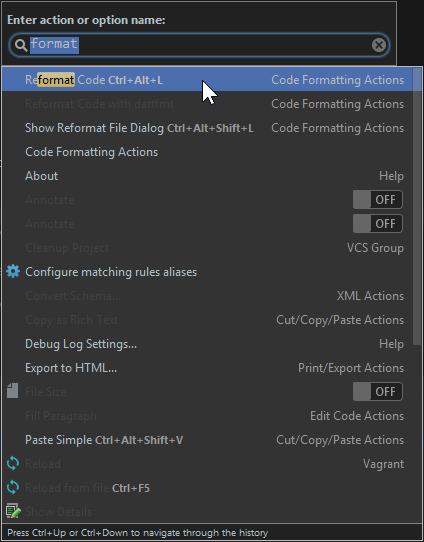 Enter action or option name:
format
Reformat Code Ctrl+Alt+L Code Formatting Actions
Reformat Code with dartfmt Code Formatting Actions
Show Reformat File Dialog Ctrl+Alt+Shift+L Code Formatting Actions
Code Formatting Actions
About Help
Annotate OFF
Annotate OFF
Cleanup Project VCS Group
Configure matching rules aliases
Convert Schema... XML Actions
Copy as Rich Text Cut/Copy/Paste Actions
Debug Log Settings... Help
Export to HTML... Print/Export Actions
File Size OFF
Fill Paragraph Edit Code Actions
Paste Simple Ctrl+Alt+Shift+V Cut/Copy/Paste Actions
Reload Vagrant
Reload from file Ctrl+F5
Show Details
Press Ctrl+Up or Ctrl+Down to navigate through the history